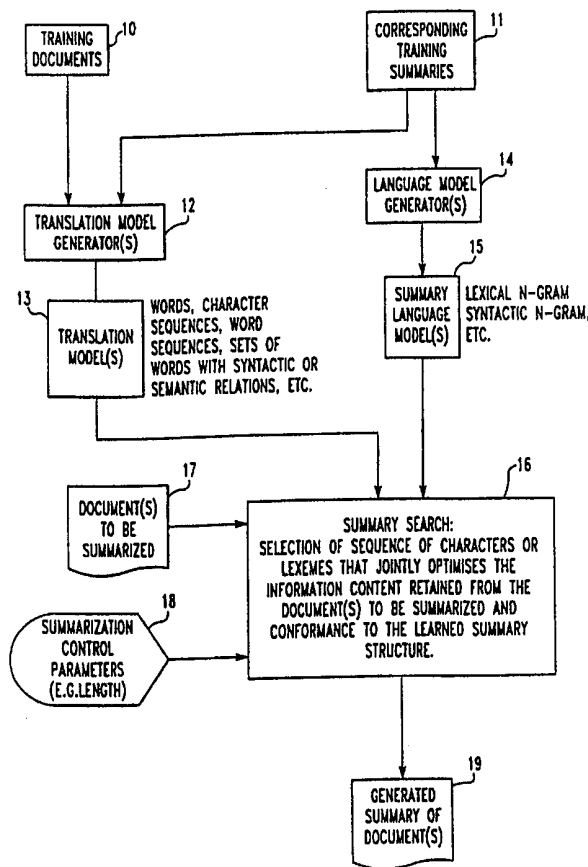 10
TRAINING
DOCUMENTS
11
CORRESPONDING
TRAINING
SUMMARIES
12
TRANSLATION MODEL
GENERATOR(S)
14
LANGUAGE MODEL
GENERATOR(S)
13
TRANSLATION
MODEL(S)
WORDS, CHARACTER
SEQUENCES, WORD
SEQUENCES, SETS OF
WORDS WITH SYNTACTIC OR
SEMANTIC RELATIONS, ETC.
15
SUMMARY
LANGUAGE
MODEL(S)
LEXICAL N-GRAM
SYNTACTIC N-GRAM,
ETC.
17
DOCUMENT(S)
TO BE
SUMMARIZED
16
SUMMARY SEARCH:
SELECTION OF SEQUENCE OF CHARACTERS OR
LEXEMES THAT JOINTLY OPTIMISES THE
INFORMATION CONTENT RETAINED FROM THE
DOCUMENT(S) TO BE SUMMARIZED AND
CONFORMANCE TO THE LEARNED SUMMARY
STRUCTURE.
18
SUMMARIZATION
CONTROL
PARAMETERS
(E.G.LENGTH)
19
GENERATED
SUMMARY OF
DOCUMENT(S)